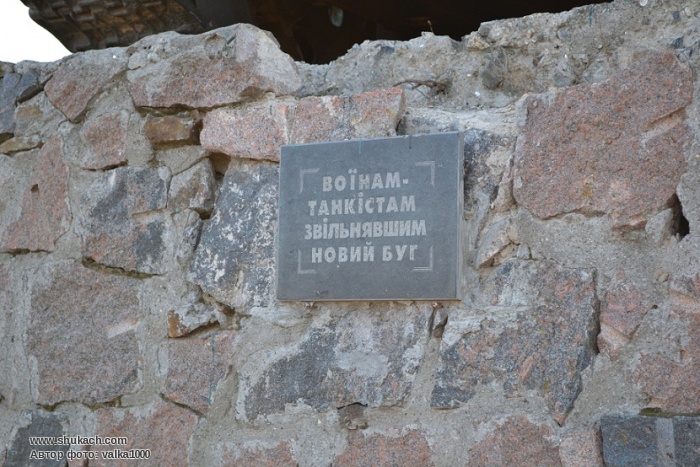 ВОЇНАМ-
ТАНКІСТАМ
ЗВІЛЬНЯВШИМ
НОВИЙ БУГ
www.shukach.com
Автор фото: valka1000